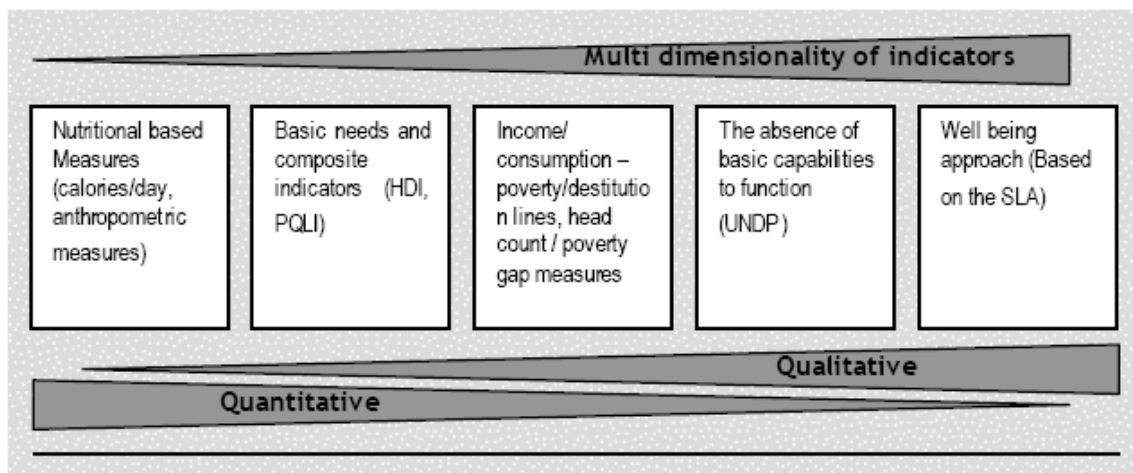 Multi dimensionality of indicators
Nutritional based
Measures
(calories/day,
anthropometric
measures)
Basic needs and
composite
indicators (HDI,
PQLI)
Income/
consumption –
poverty/destitutio
n lines, head
count / poverty
gap measures
The absence of
basic capabilities
to function
(UNDP)
Well being
approach (Based
on the SLA)
Qualitative
Quantitative